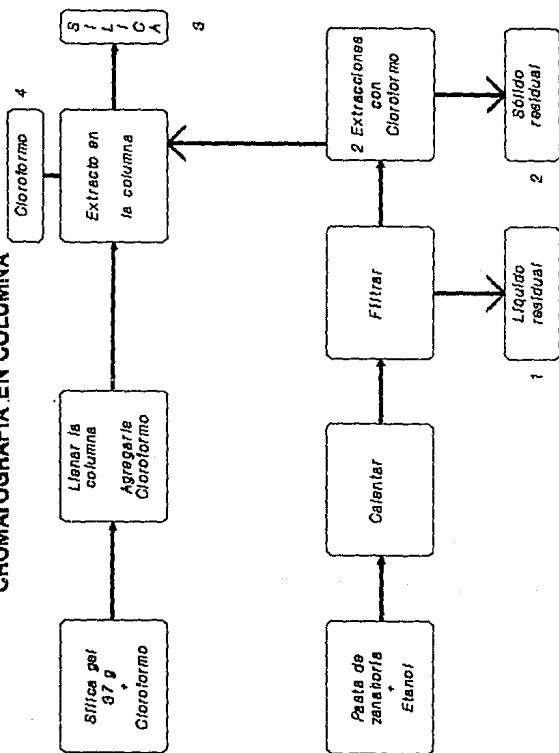 CROMATOGRAFIA EN COLUMNA
Sílica gel
37 g
+
Cloroformo
Llenar la
columna
Agregarle
Cloroformo
Extracto en
la columna
Cloroformo
4
S
I
L
I
C
A
3
Pasta de
zanahoria
+
Etanol
Calentar
Filtrar
2 Extracciones
con
Cloroformo
Líquido
residual
1
Sólido
residual
2